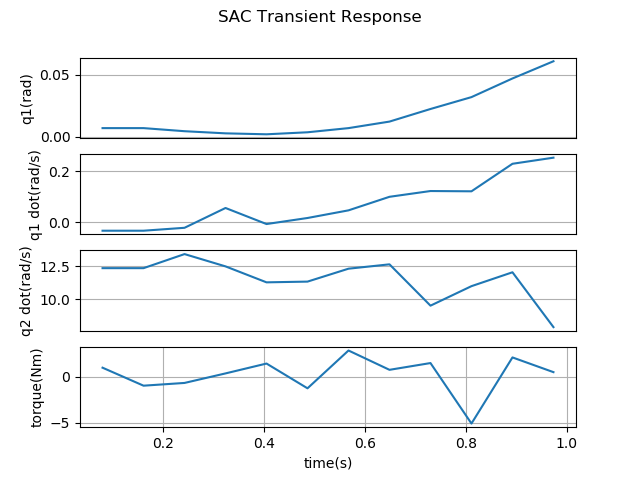 SAC Transient Response
q1(rad)
0.05
0.00
q1 dot(rad/s)
0.2
0.0
q2 dot(rad/s)
12.5
10.0
torque(Nm)
0
−5
0.2 0.4 0.6 0.8 1.0
time(s)